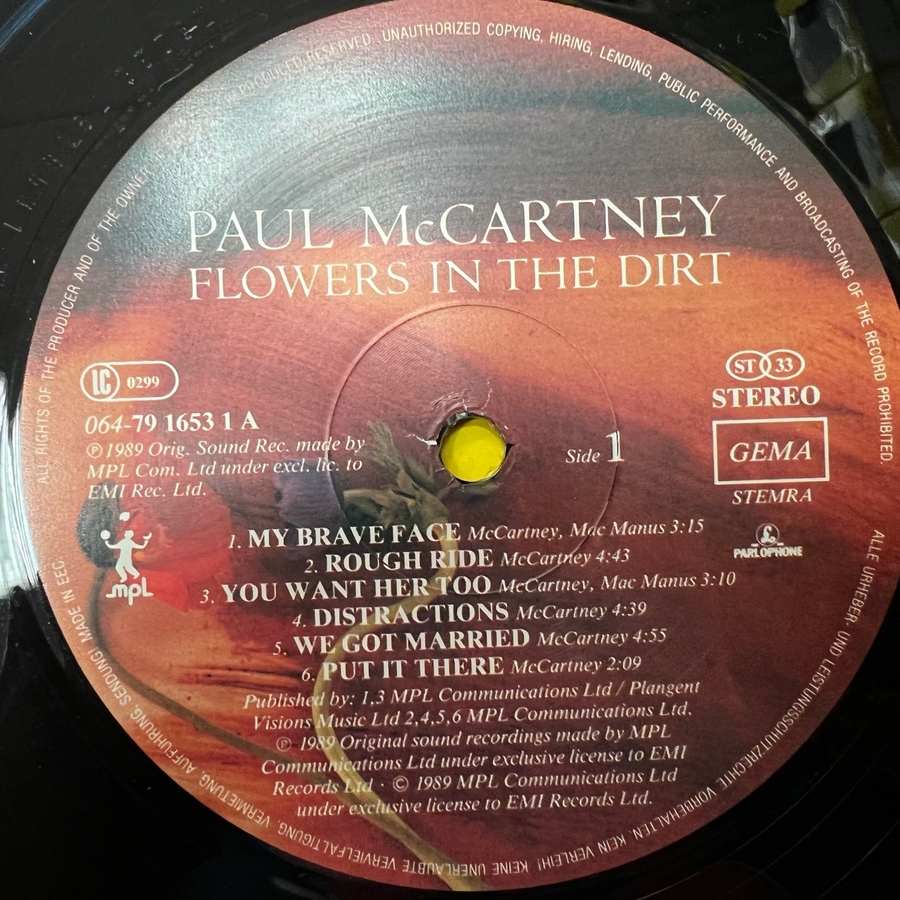 PAUL McCARTNEY
FLOWERS IN THE DIRT
LC 0299
064-79 1653 1 A
℗ 1989 Orig. Sound Rec. made by
MPL Com. Ltd under excl. lic. to
EMI Rec. Ltd.
mpl
Side 1
ST 33
STEREO
GEMA
STEMRA
PARLOPHONE
1. MY BRAVE FACE McCartney, Mac Manus 3:15
2. ROUGH RIDE McCartney 4:43
3. YOU WANT HER TOO McCartney, Mac Manus 3:10
4. DISTRACTIONS McCartney 4:39
5. WE GOT MARRIED McCartney 4:55
6. PUT IT THERE McCartney 2:09
Published by: 1,3 MPL Communications Ltd / Plangent
Visions Music Ltd 2,4,5,6 MPL Communications Ltd.
℗ 1989 Original sound recordings made by MPL
Communications Ltd under exclusive license to EMI
Records Ltd · © 1989 MPL Communications Ltd
under exclusive license to EMI Records Ltd.
ALL RIGHTS OF THE PRODUCER AND OF THE OWNER RESERVED. UNAUTHORIZED COPYING, HIRING, LENDING, PUBLIC PERFORMANCE AND BROADCASTING OF THE RECORD PROHIBITED.
ALLE URHEBER- UND LEISTUNGSSCHUTZRECHTE VORBEHALTEN. KEIN VERLEIH! KEINE UNERLAUBTE VERVIELFÄLTIGUNG, VERMIETUNG, AUFFÜHRUNG, SENDUNG! MADE IN EEC